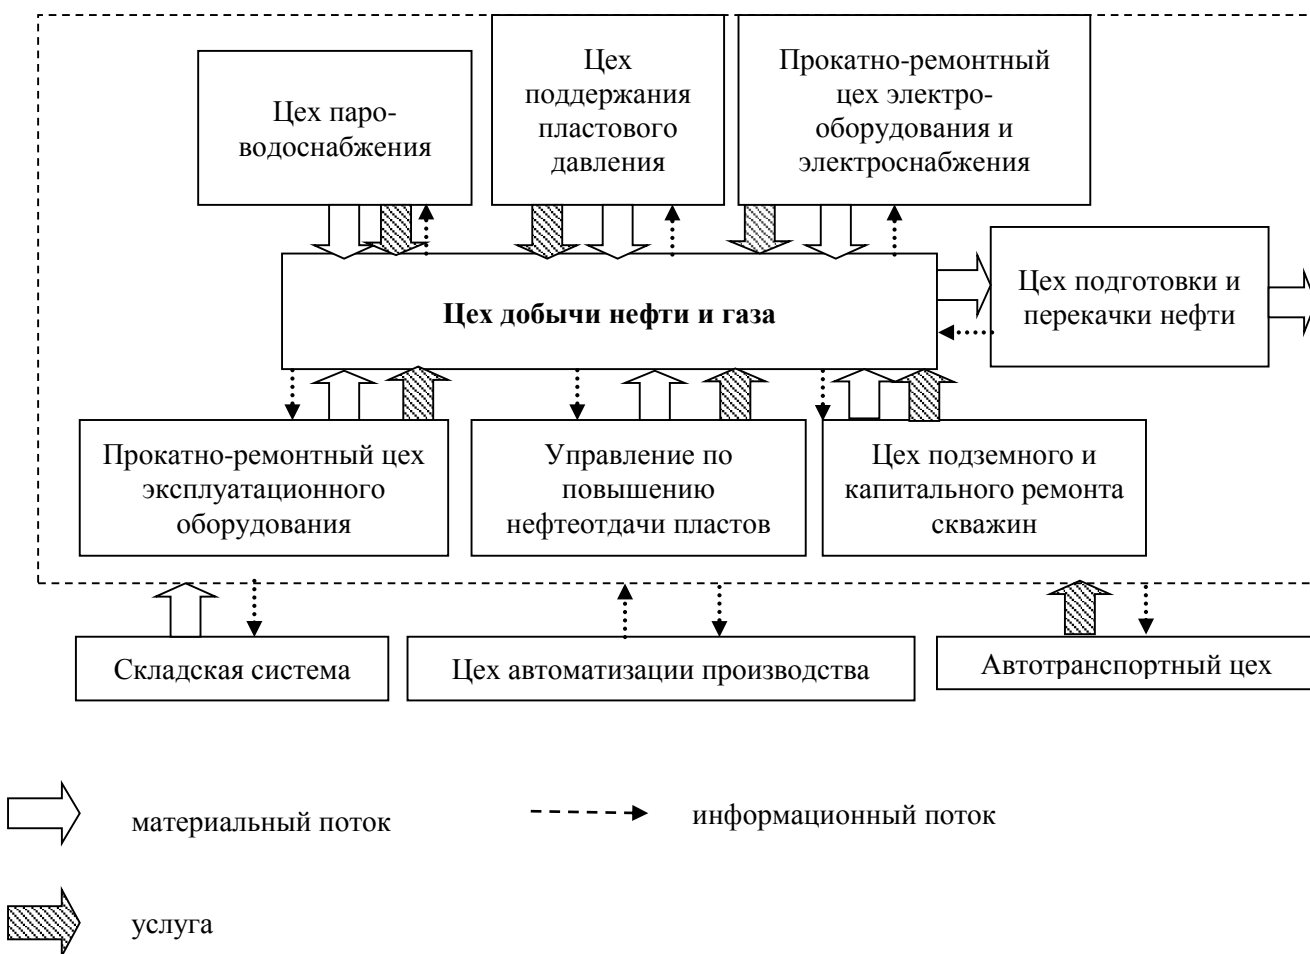 Цех паро-
водоснабжения
Цех
поддержания
пластового
давления
Прокатно-ремонтный
цех электро-
оборудования и
электроснабжения
Цех добычи нефти и газа
Цех подготовки и
перекачки нефти
Прокатно-ремонтный цех
эксплуатационного
оборудования
Управление по
повышению
нефтеотдачи пластов
Цех подземного и
капитального ремонта
скважин
Складская система
Цех автоматизации производства
Автотранспортный цех
материальный поток
информационный поток
услуга